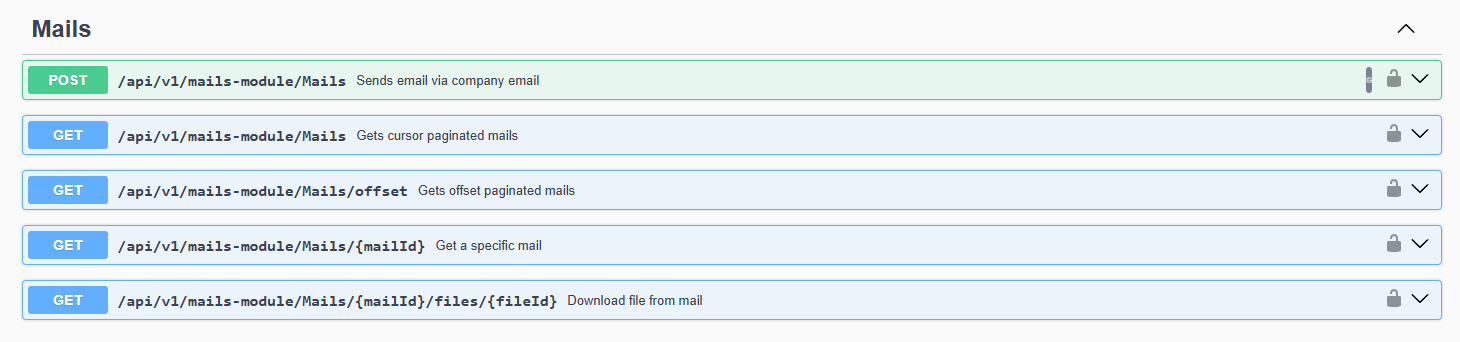 Mails
POST /api/v1/mails-module/Mails Sends email via company email
GET /api/v1/mails-module/Mails Gets cursor paginated mails
GET /api/v1/mails-module/Mails/offset Gets offset paginated mails
GET /api/v1/mails-module/Mails/{mailId} Get a specific mail
GET /api/v1/mails-module/Mails/{mailId}/files/{fileId} Download file from mail